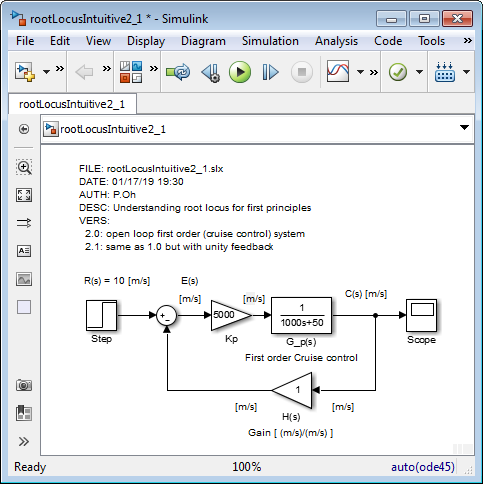 rootLocusIntuitive2_1 * - Simulink
File Edit View Display Diagram Simulation Analysis Code Tools »
» » »
rootLocusIntuitive2_1
rootLocusIntuitive2_1
FILE: rootLocusIntuitive2_1.slx
DATE: 01/17/19 19:30
AUTH: P.Oh
DESC: Understanding root locus for first principles
VERS:
2.0: open loop first order (cruise control) system
2.1: same as 1.0 but with unity feedback
R(s) = 10 [m/s] E(s) C(s) [m/s]
[m/s] [m/s]
5000
1
1000s+50
Step Kp G_p(s) Scope
First order Cruise control
1
[m/s] H(s) [m/s]
Gain [ (m/s)/(m/s) ]
»
Ready 100% auto(ode45)